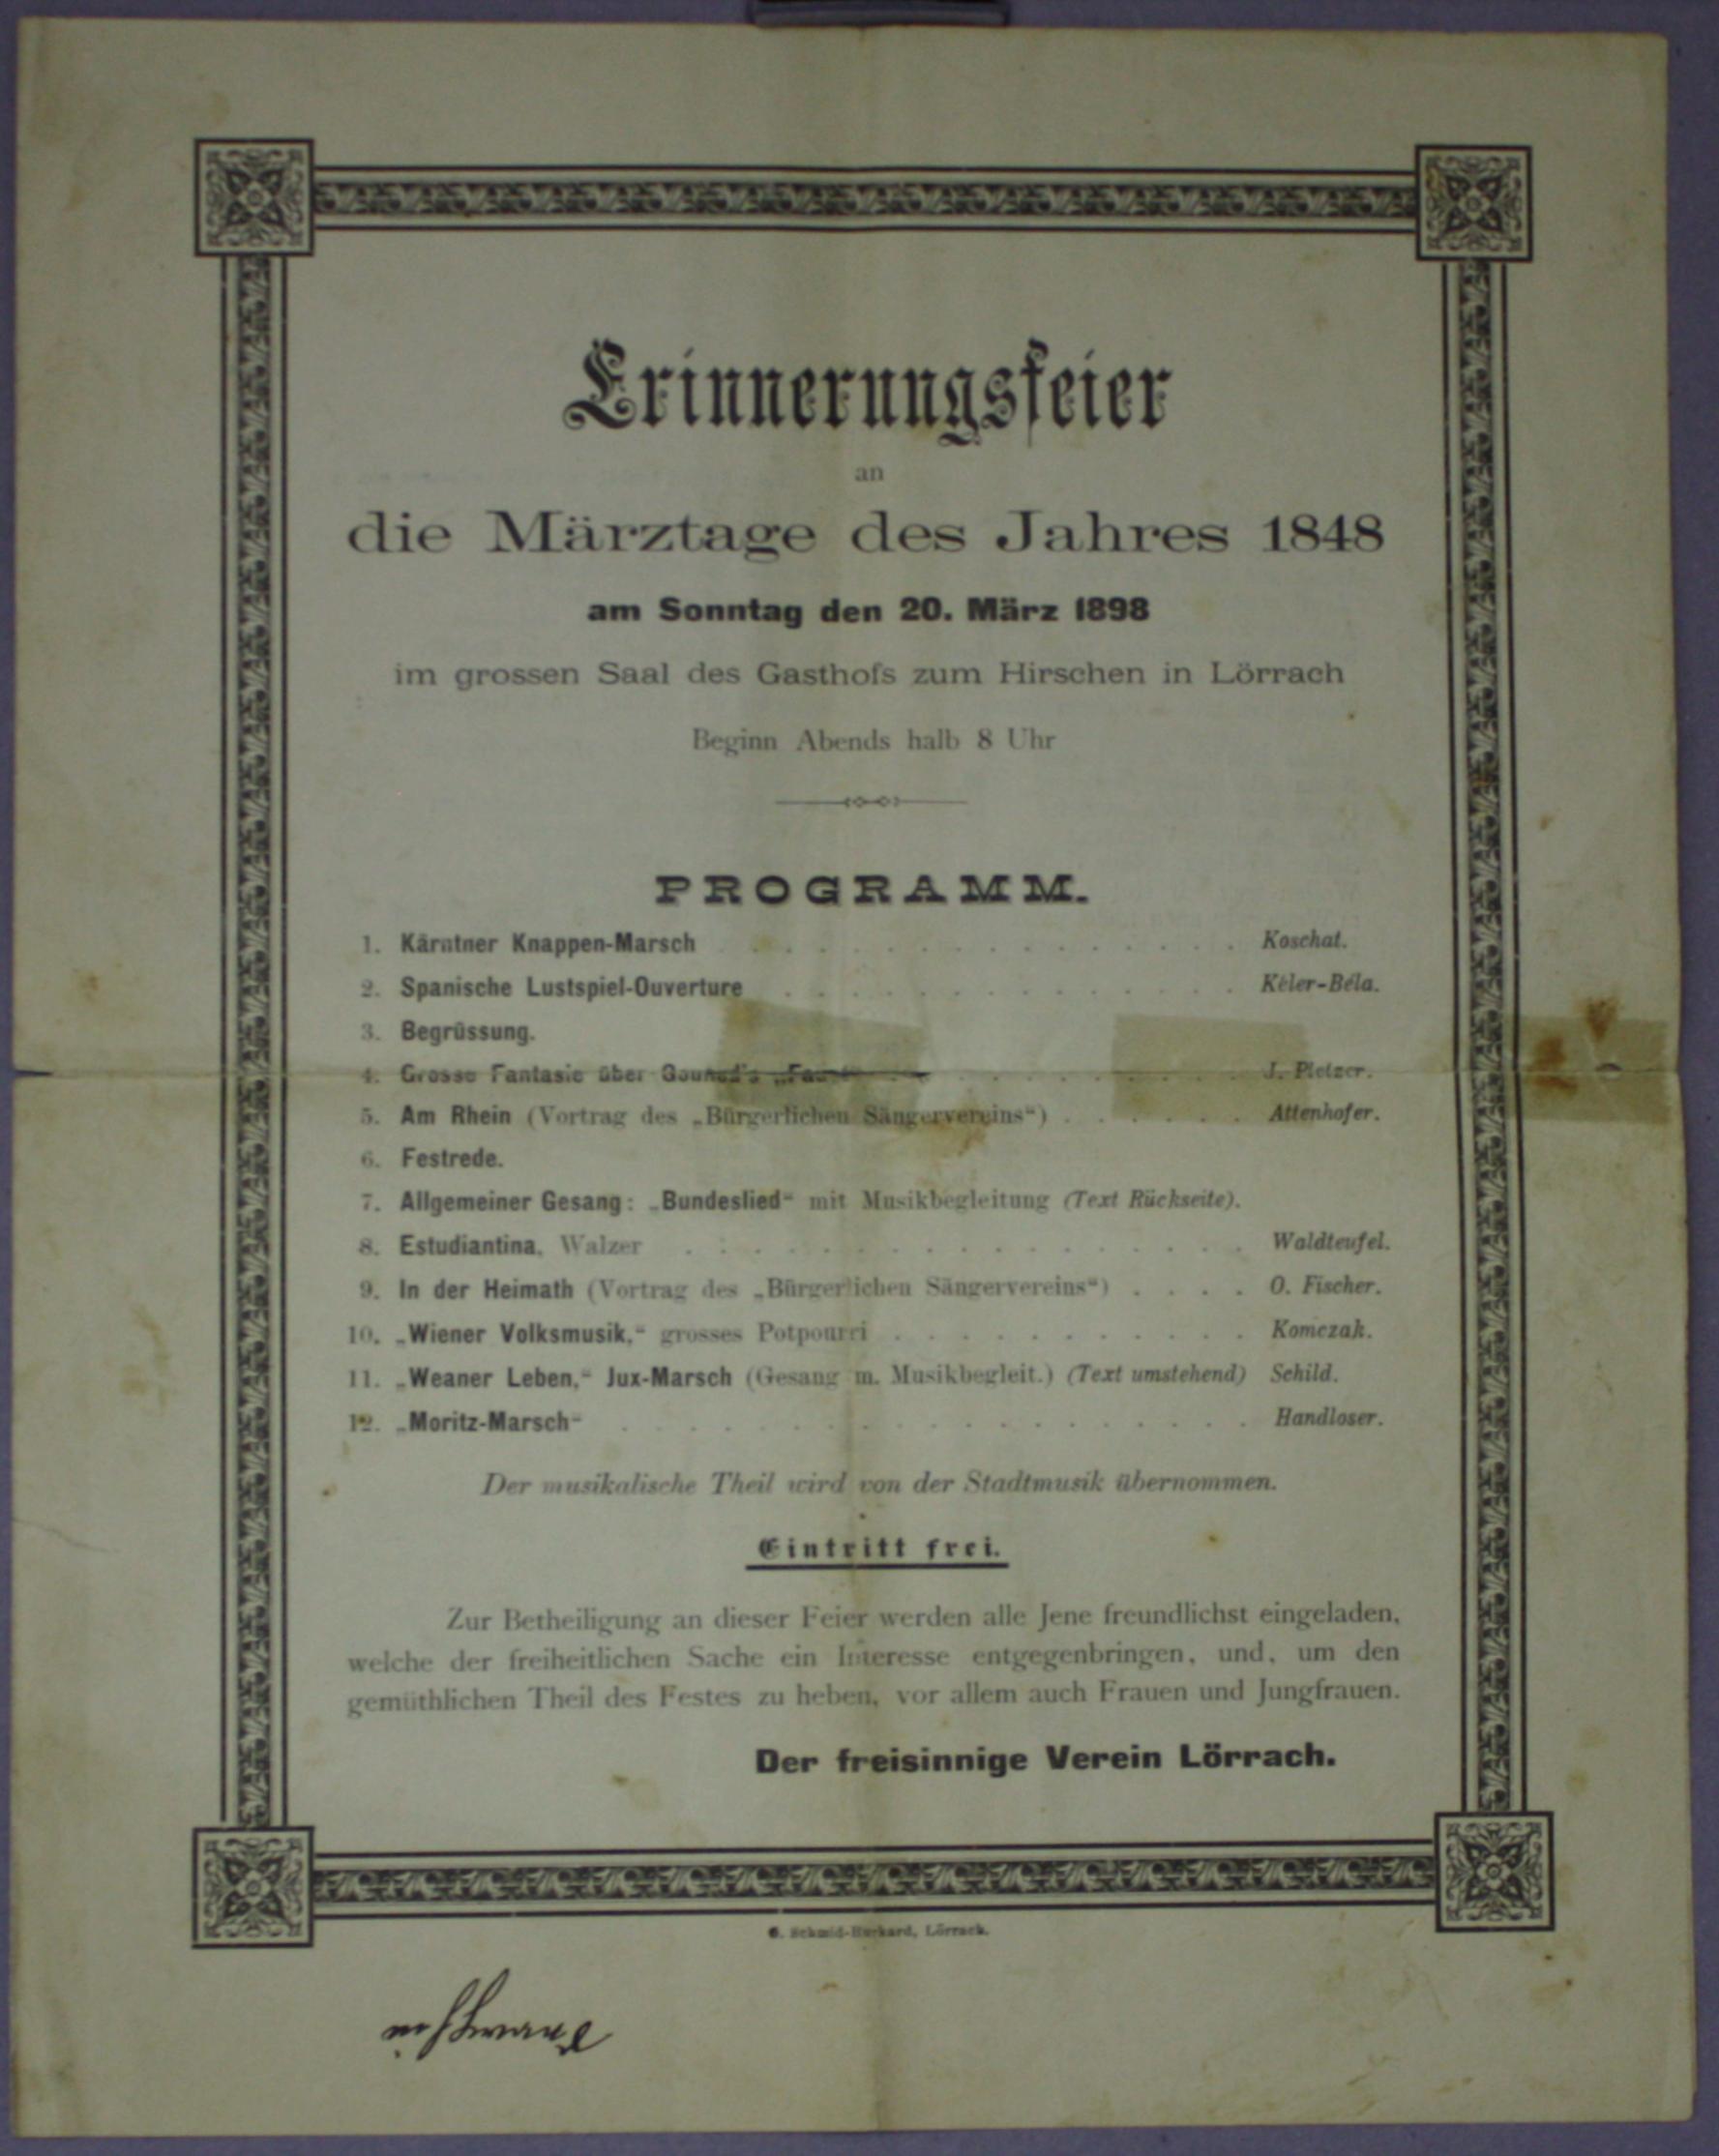 Erinnerungsfeier
an
die Märztage des Jahres 1848
am Sonntag den 20. März 1898
im grossen Saal des Gasthofs zum Hirschen in Lörrach
Beginn Abends halb 8 Uhr
PROGRAMM.
1. Kärntner Knappen-Marsch . . . . . . . . . . . . . . . . Koschat.
2. Spanische Lustspiel-Ouverture . . . . . . . . . . . . . . Kéler-Béla.
3. Begrüssung.
4. Grosse Fantasie über Gounod's „Faust“ . . . . . . . . . . J. Pletzer.
5. Am Rhein (Vortrag des „Bürgerlichen Sängervereins“) . . . . . . Attenhofer.
6. Festrede.
7. Allgemeiner Gesang: „Bundeslied“ mit Musikbegleitung (Text Rückseite).
8. Estudiantina, Walzer . . . . . . . . . . . . . . . . . Waldteufel.
9. In der Heimath (Vortrag des „Bürgerlichen Sängervereins“) . . . . O. Fischer.
10. „Wiener Volksmusik,“ grosses Potpourri . . . . . . . . . . . Komczak.
11. „Weaner Leben,“ Jux-Marsch (Gesang m. Musikbegleit.) (Text umstehend) Schild.
12. „Moritz-Marsch“ . . . . . . . . . . . . . . . . . . . Handloser.
Der musikalische Theil wird von der Stadtmusik übernommen.
Eintritt frei.
Zur Betheiligung an dieser Feier werden alle Jene freundlichst eingeladen,
welche der freiheitlichen Sache ein Interesse entgegenbringen, und, um den
gemüthlichen Theil des Festes zu heben, vor allem auch Frauen und Jungfrauen.
Der freisinnige Verein Lörrach.
Schmid-Burkard, Lörrach.